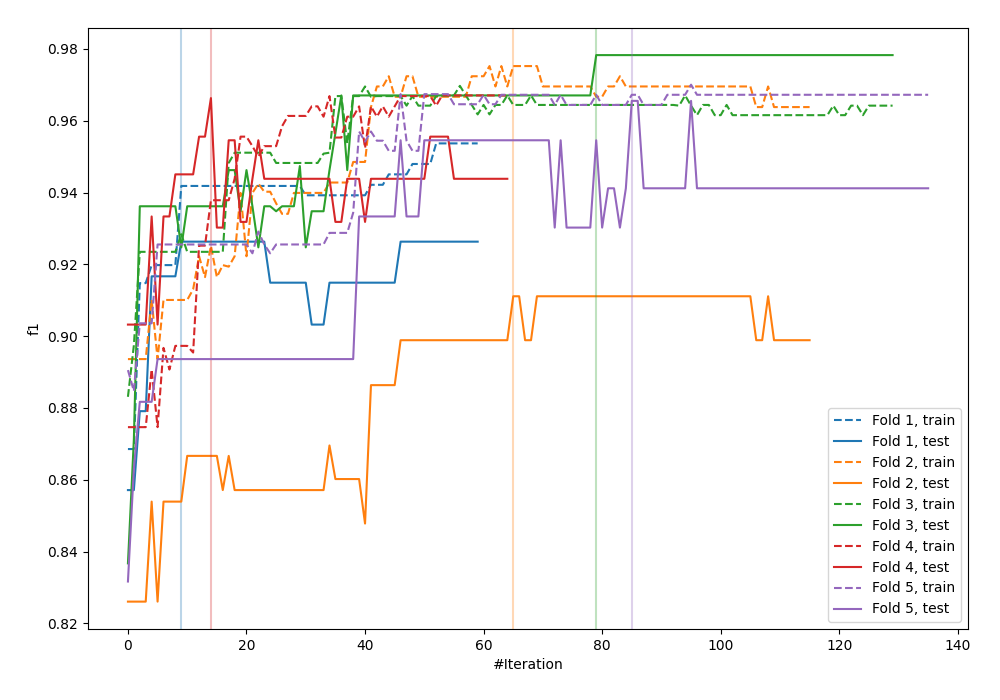 0.98
0.96
0.94
0.92
0.90
0.88
0.86
0.84
0.82
f1
0
20
40
60
80
100
120
140
#Iteration
Fold 1, train
Fold 1, test
Fold 2, train
Fold 2, test
Fold 3, train
Fold 3, test
Fold 4, train
Fold 4, test
Fold 5, train
Fold 5, test